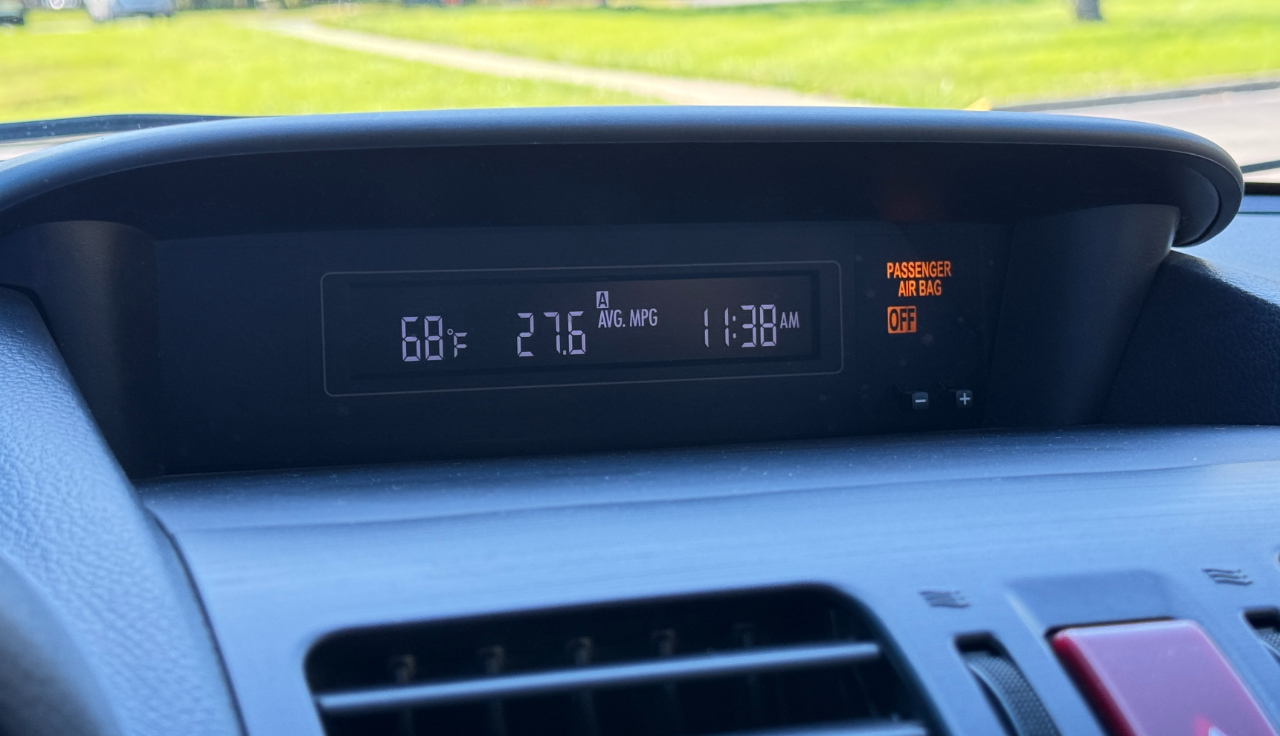 68°F 27.6 A AVG. MPG 11:38 AM
PASSENGER
AIR BAG
OFF
- +